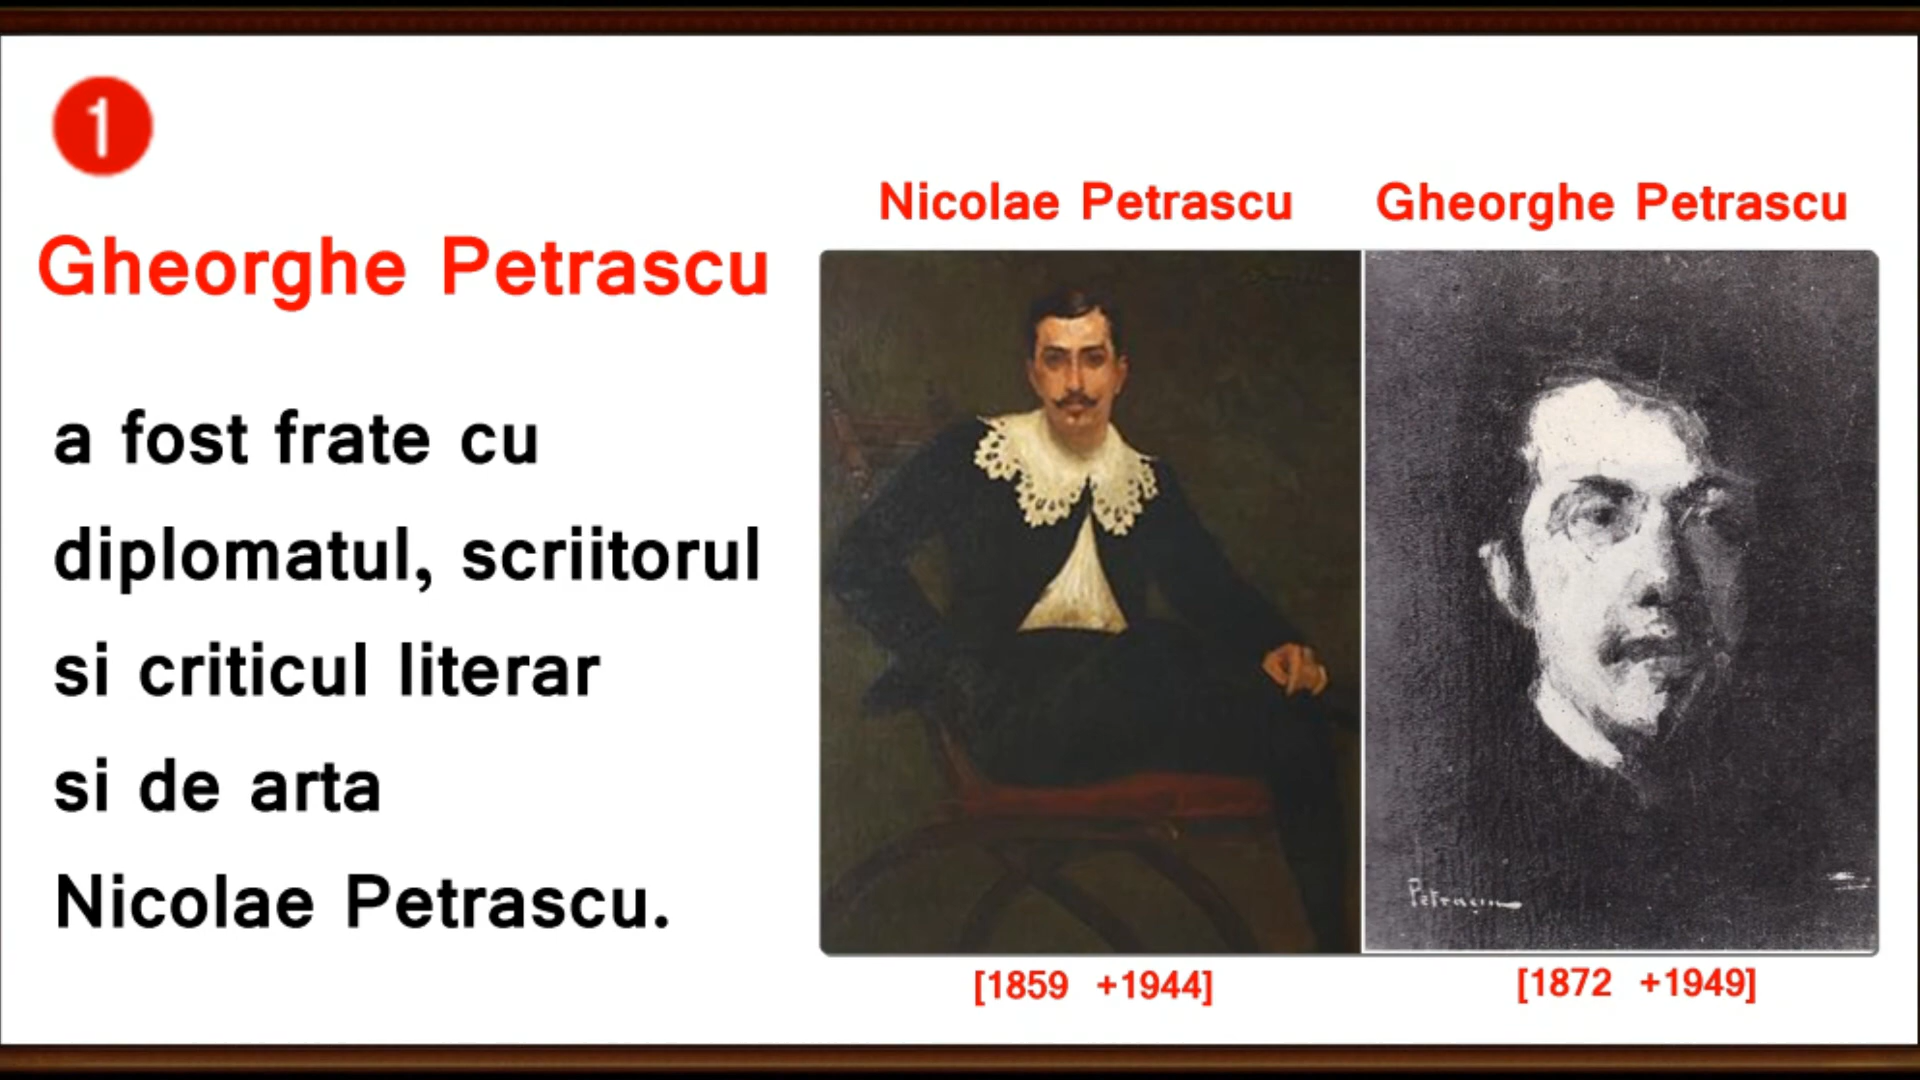 1
Gheorghe Petrascu
a fost frate cu
diplomatul, scriitorul
si criticul literar
si de arta
Nicolae Petrascu.
Nicolae Petrascu
Gheorghe Petrascu
Petrașcu
[1859 +1944]
[1872 +1949]